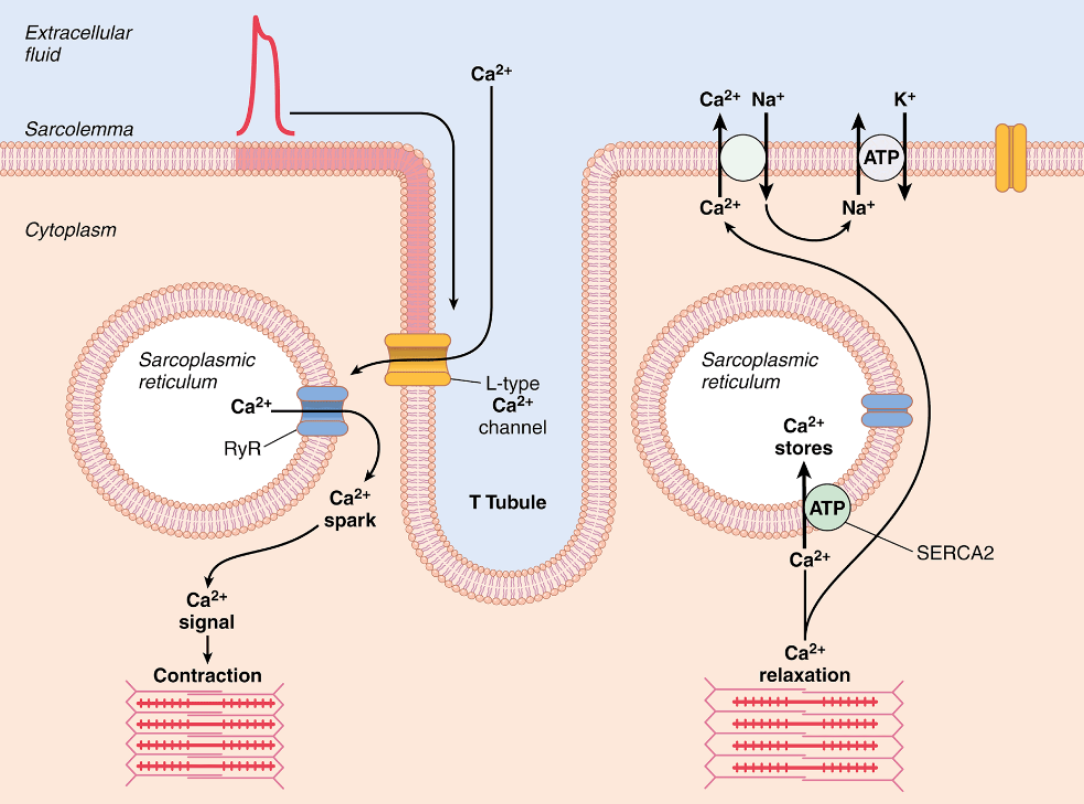 Extracellular
fluid
Ca²⁺
Ca²⁺ Na⁺
K⁺
Sarcolemma
ATP
Ca²⁺
Na⁺
Cytoplasm
Sarcoplasmic
reticulum
Ca²⁺
RyR
L-type
Ca²⁺
channel
T Tubule
Ca²⁺
spark
Ca²⁺
signal
Contraction
Sarcoplasmic
reticulum
Ca²⁺
stores
ATP
Ca²⁺
SERCA2
Ca²⁺
relaxation